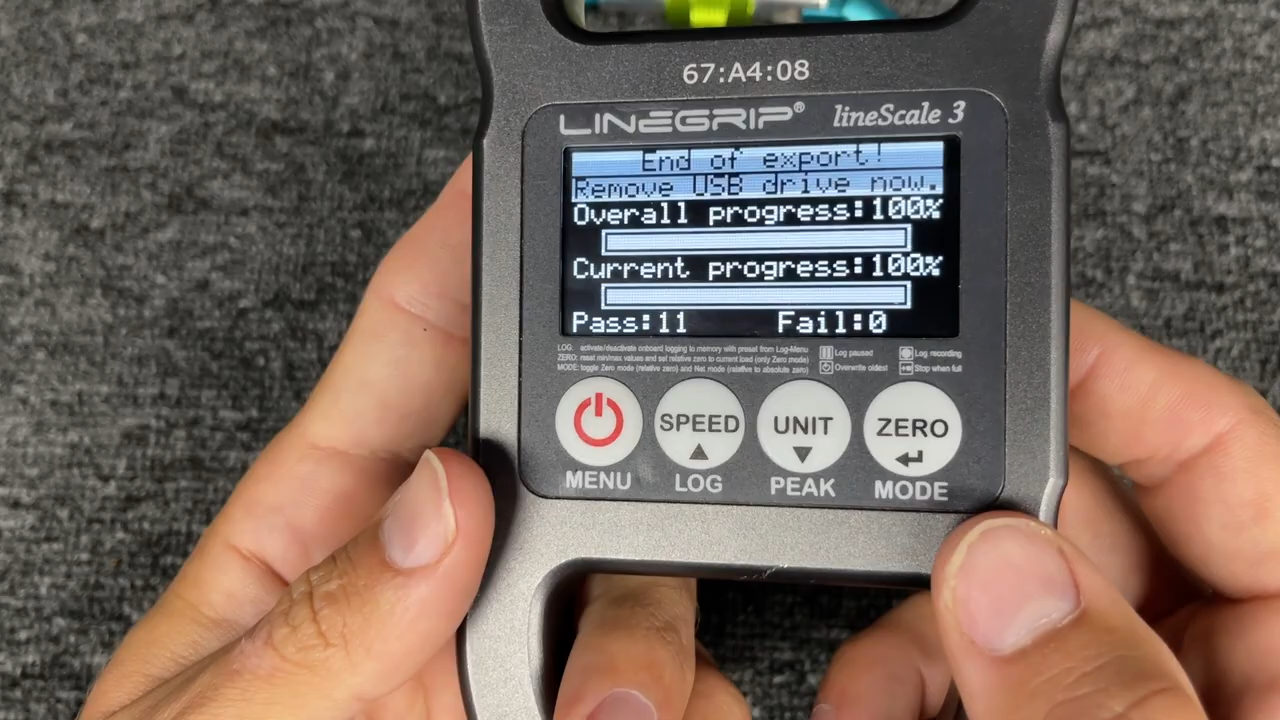 67:A4:08
LINEGRIP® lineScale 3
End of export!
Remove USB drive now.
Overall progress:100%
Current progress:100%
Pass:11 Fail:0
LOG: activate/deactivate onboard logging to memory with preset from Log-Menu
ZERO: reset min/max values and set relative zero to current load (only Zero mode)
MODE: toggle Zero mode (relative zero) and Net mode (relative to absolute zero)
Log paused Log recording
Overwrite oldest Stop when full
SPEED UNIT ZERO
MENU LOG PEAK MODE